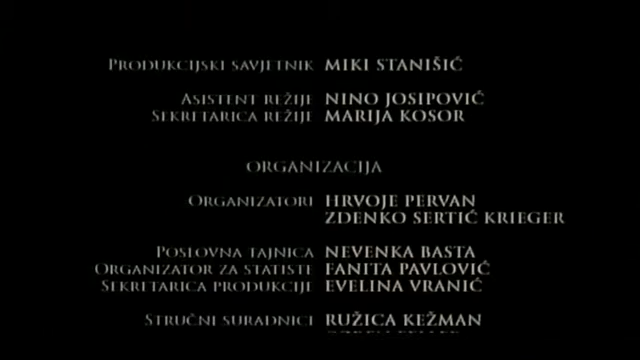 PRODUKCIJSKI SAVJETNIK MIKI STANIŠIĆ
ASISTENT REŽIJE NINO JOSIPOVIĆ
SEKRETARICA REŽIJE MARIJA KOSOR
ORGANIZACIJA
ORGANIZATORI HRVOJE PERVAN
ZDENKO SERTIĆ KRIEGER
POSLOVNA TAJNICA NEVENKA BASTA
ORGANIZATOR ZA STATISTE FANITA PAVLOVIĆ
SEKRETARICA PRODUKCIJE EVELINA VRANIĆ
STRUČNI SURADNICI RUŽICA KEŽMAN